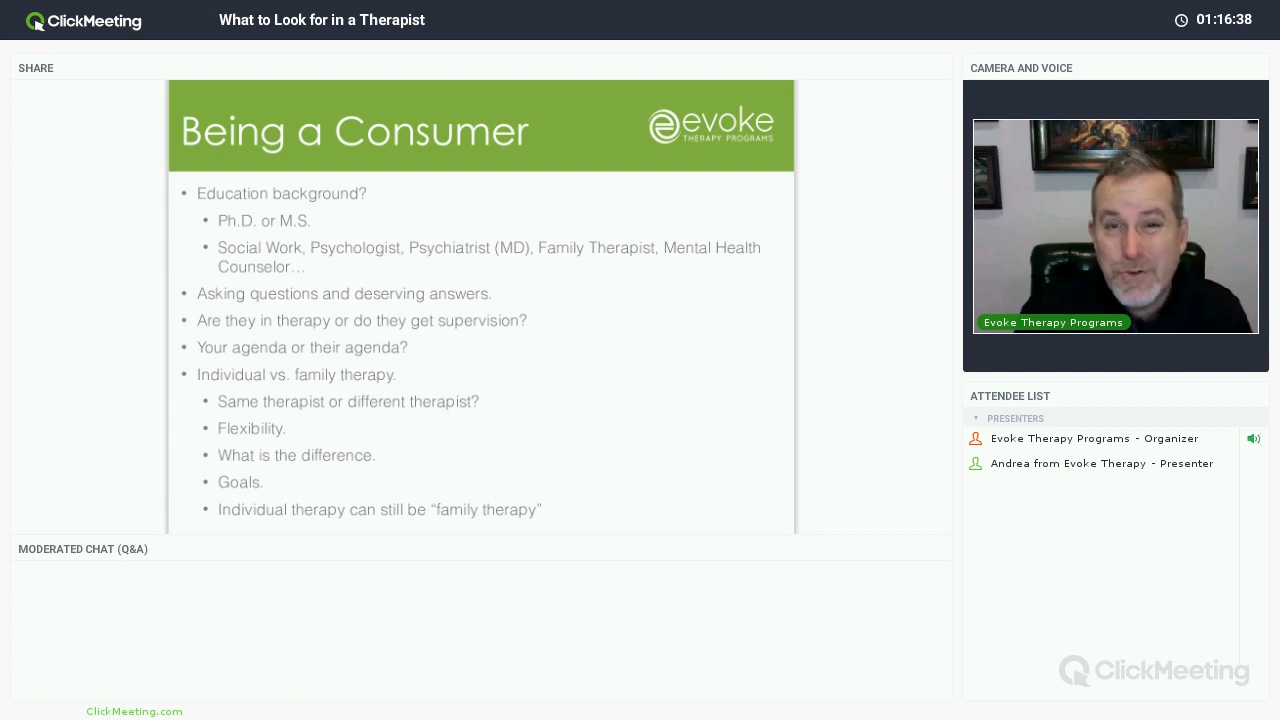 ClickMeeting
What to Look for in a Therapist
01:16:38
SHARE
Being a Consumer
evoke
THERAPY PROGRAMS
• Education background?
• Ph.D. or M.S.
• Social Work, Psychologist, Psychiatrist (MD), Family Therapist, Mental Health
Counselor…
• Asking questions and deserving answers.
• Are they in therapy or do they get supervision?
• Your agenda or their agenda?
• Individual vs. family therapy.
• Same therapist or different therapist?
• Flexibility.
• What is the difference.
• Goals.
• Individual therapy can still be “family therapy”
MODERATED CHAT (Q&A)
CAMERA AND VOICE
Evoke Therapy Programs
ATTENDEE LIST
PRESENTERS
Evoke Therapy Programs - Organizer
Andrea from Evoke Therapy - Presenter
ClickMeeting
ClickMeeting.com